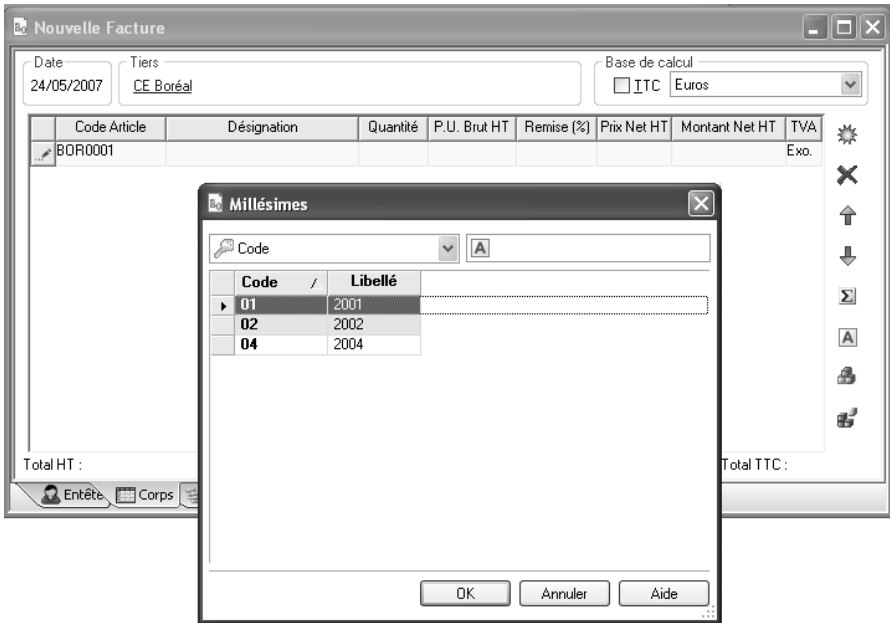 Nouvelle Facture
Date
Tiers
Base de calcul
24/05/2007
CE Boréal
TTC
Euros
Code Article
Désignation
Quantité
P.U. Brut HT
Remise (%)
Prix Net HT
Montant Net HT
TVA
BOR0001
Exo.
Millésimes
Code
A
Code
Libellé
01
2001
02
2002
04
2004
Σ
A
Total HT :
Total TTC :
Entête
Corps
OK
Annuler
Aide